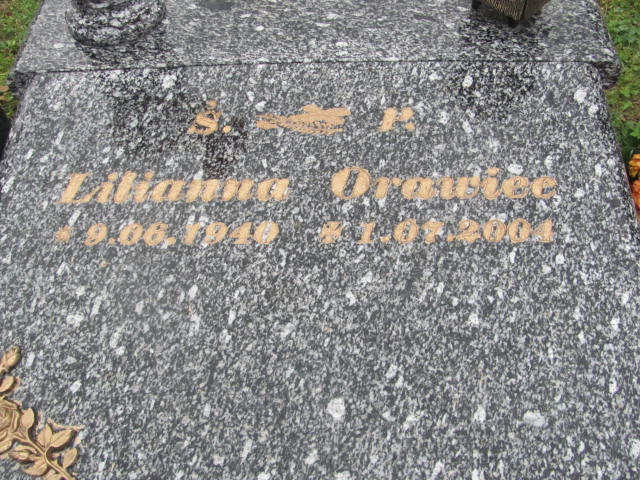 Ś. P.
Lilianna Orawiec
* 9.06.1940 + 1.07.2004